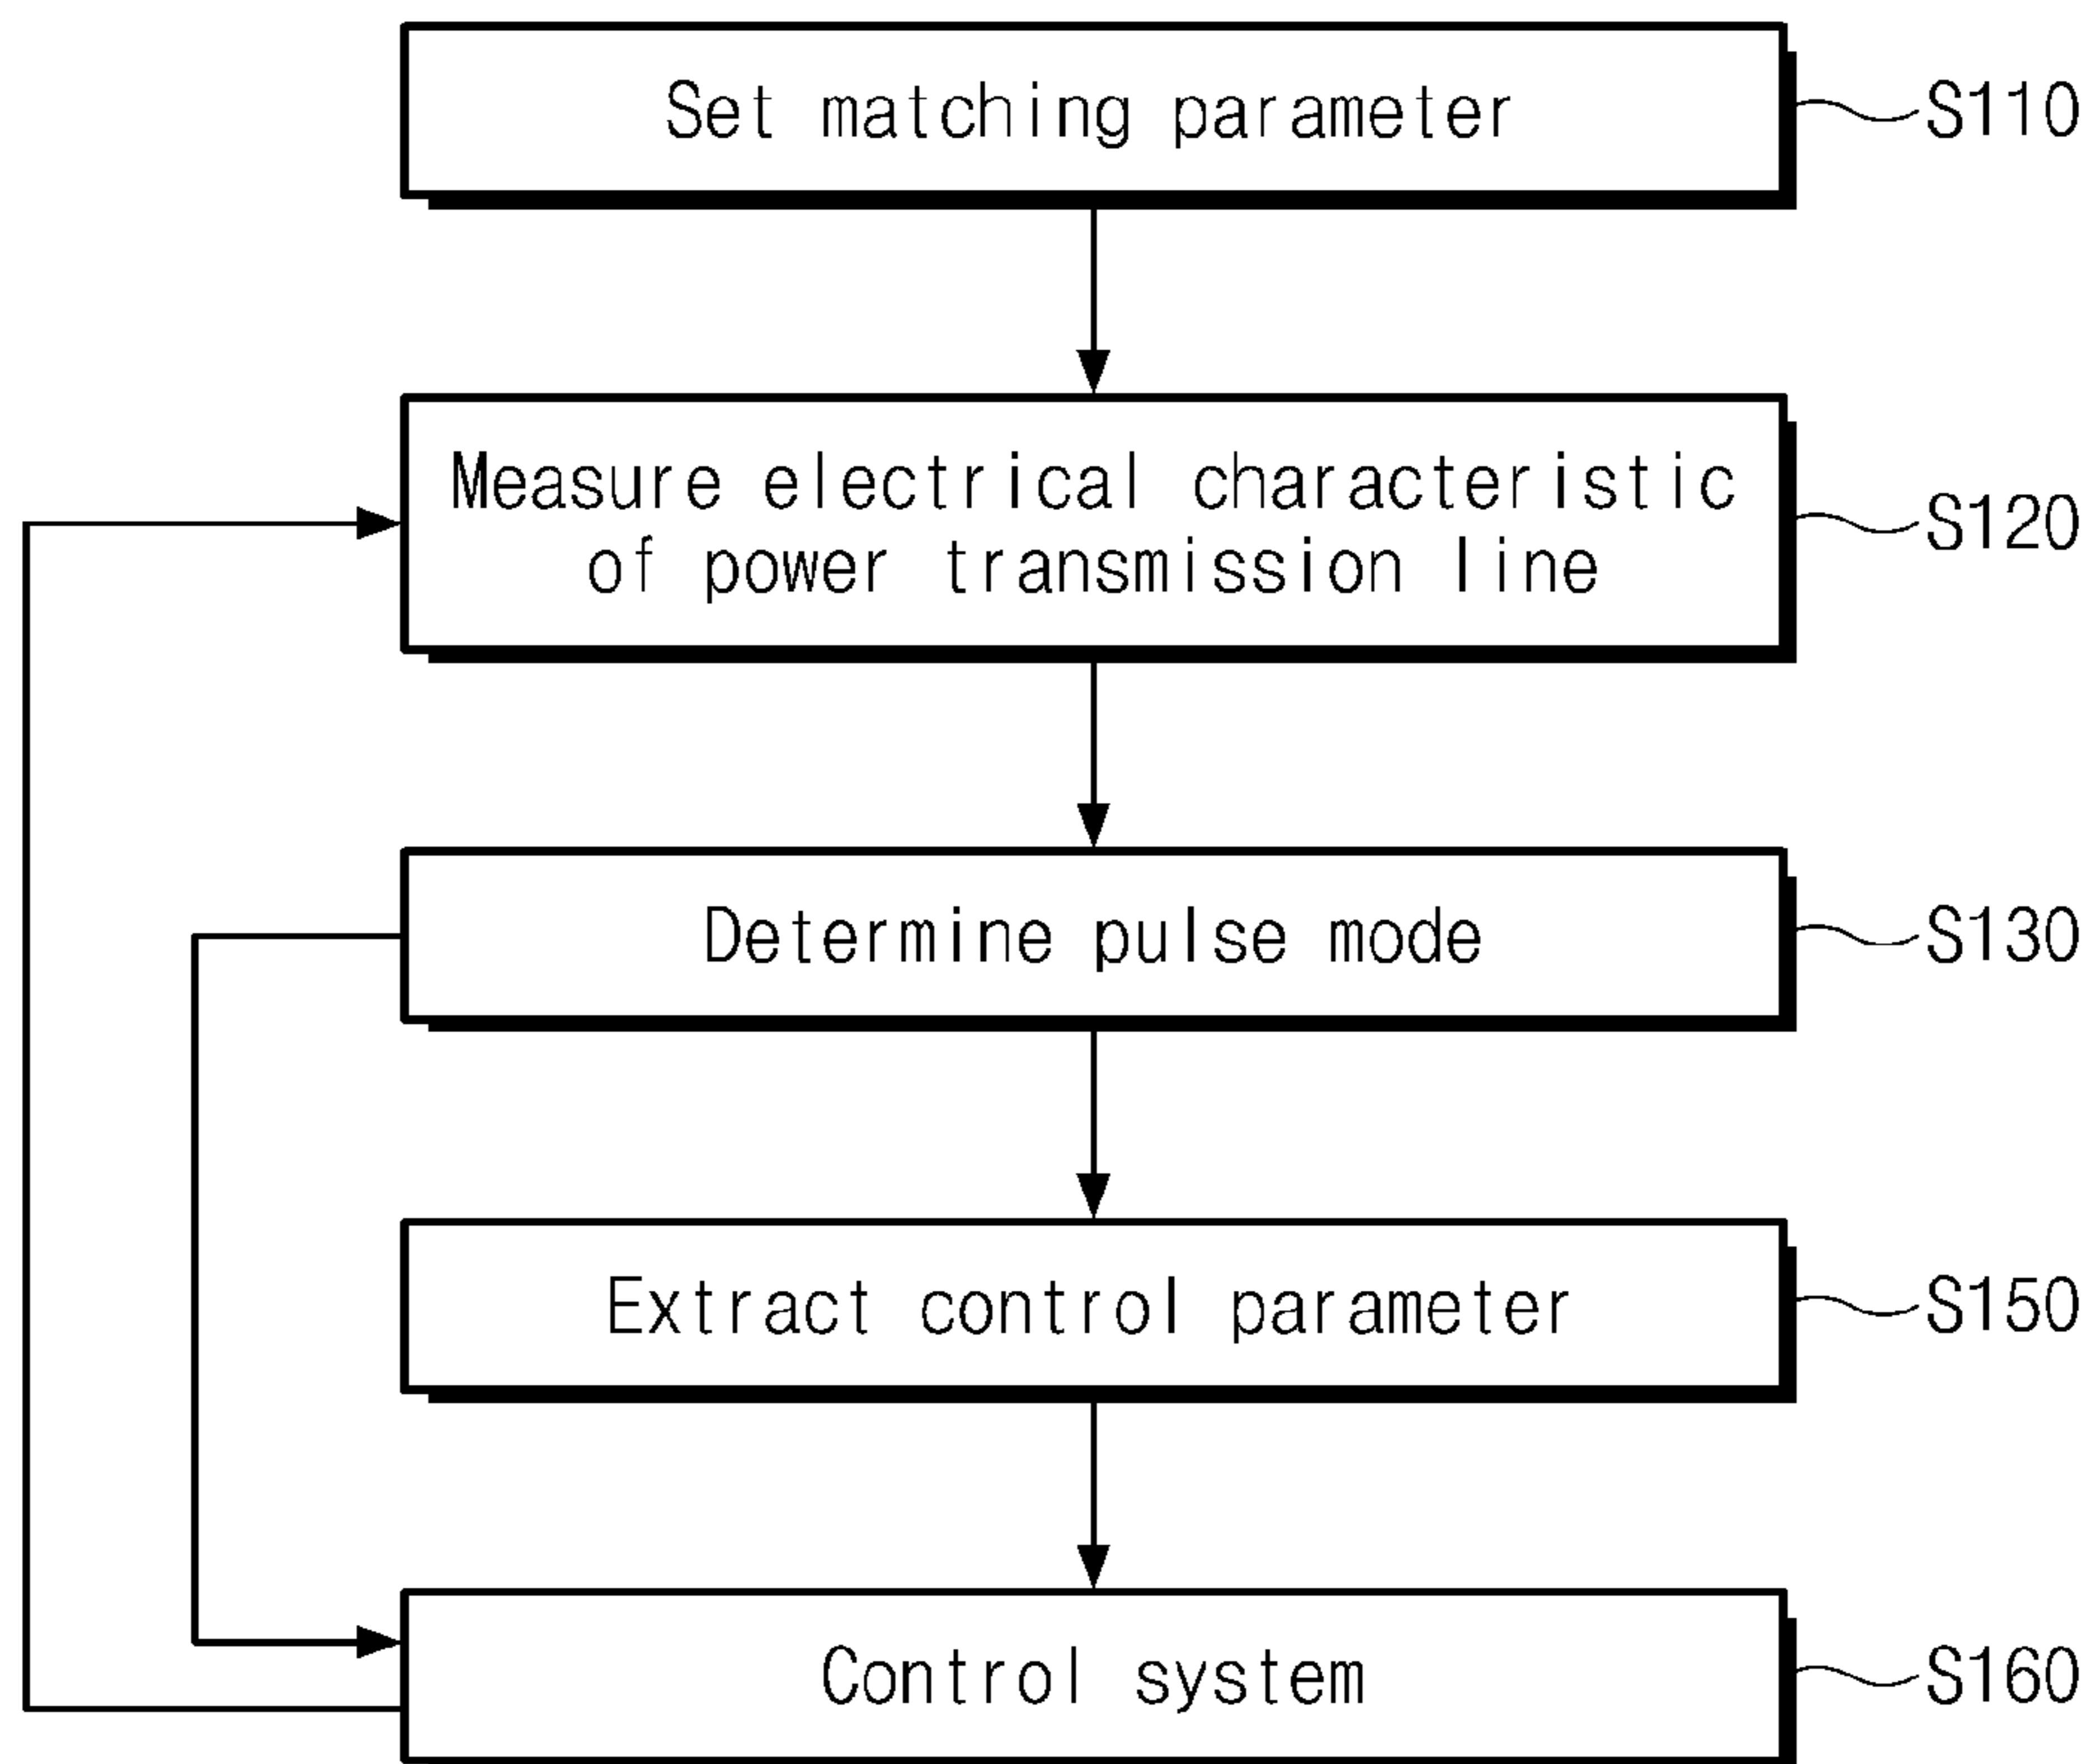 Set matching parameter
S110
Measure electrical characteristic
of power transmission line
S120
Determine pulse mode
S130
Extract control parameter
S150
Control system
S160